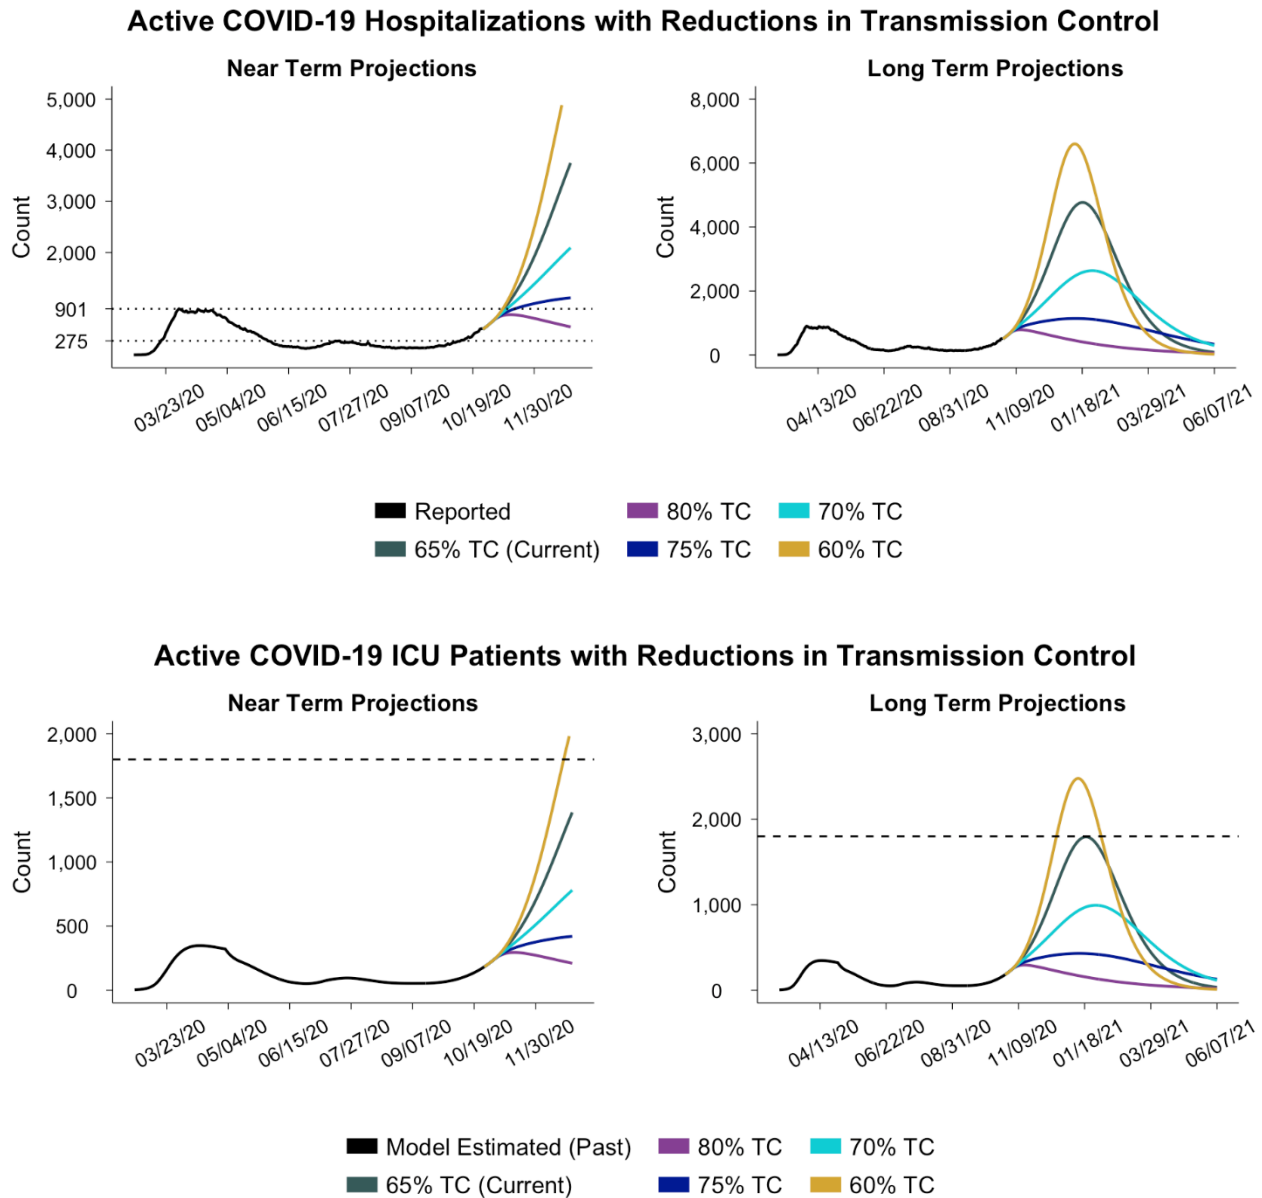 Active COVID-19 Hospitalizations with Reductions in Transmission Control
Near Term Projections
Count
5,000
4,000
3,000
2,000
901
275
03/23/20
05/04/20
06/15/20
07/27/20
09/07/20
10/19/20
11/30/20
Long Term Projections
Count
8,000
6,000
4,000
2,000
0
04/13/20
06/22/20
08/31/20
11/09/20
01/18/21
03/29/21
06/07/21
Reported
80% TC
70% TC
65% TC (Current)
75% TC
60% TC
Active COVID-19 ICU Patients with Reductions in Transmission Control
Near Term Projections
Count
2,000
1,500
1,000
500
0
03/23/20
05/04/20
06/15/20
07/27/20
09/07/20
10/19/20
11/30/20
Long Term Projections
Count
3,000
2,000
1,000
0
04/13/20
06/22/20
08/31/20
11/09/20
01/18/21
03/29/21
06/07/21
Model Estimated (Past)
80% TC
70% TC
65% TC (Current)
75% TC
60% TC